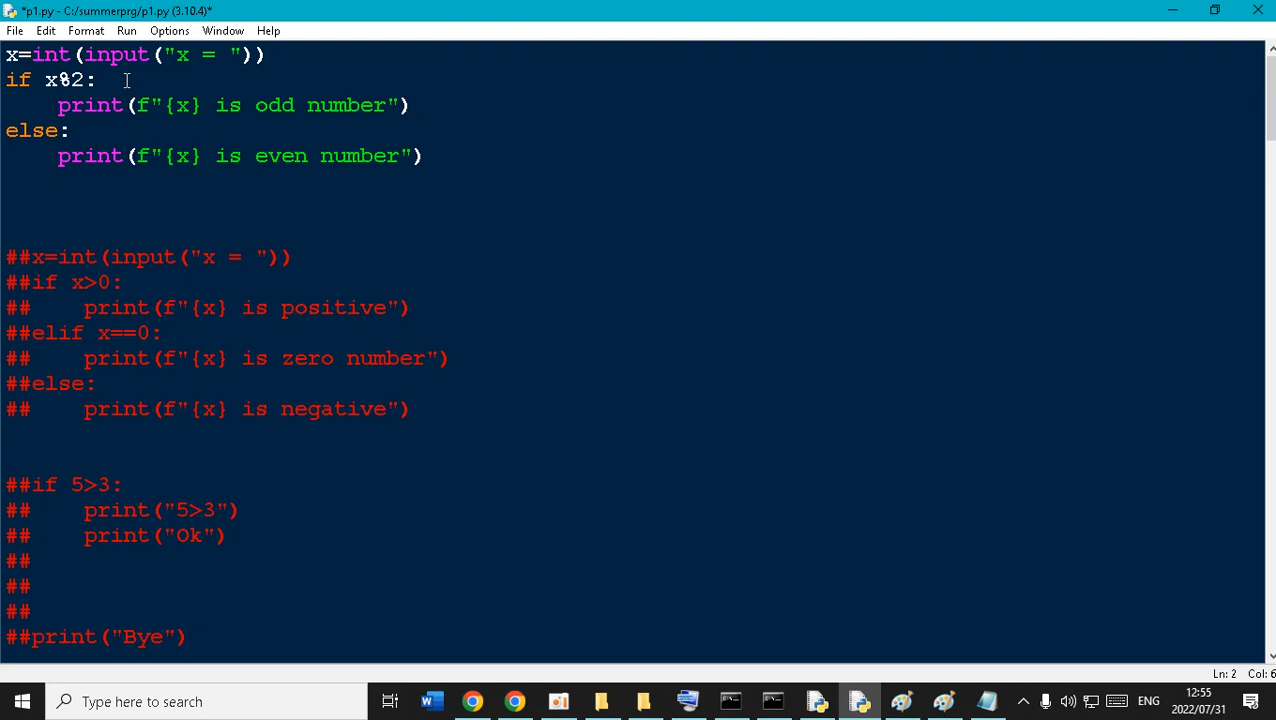 *p1.py - C:/summerprg/p1.py (3.10.4)*
File Edit Format Run Options Window Help
x=int(input("x = "))
if x%2:
    print(f"{x} is odd number")
else:
    print(f"{x} is even number")
##x=int(input("x = "))
##if x>0:
##    print(f"{x} is positive")
##elif x==0:
##    print(f"{x} is zero number")
##else:
##    print(f"{x} is negative")
##if 5>3:
##    print("5>3")
##    print("Ok")
##
##
##
##print("Bye")
Ln: 2 Col: 6
Type here to search
ENG
12:55
2022/07/31